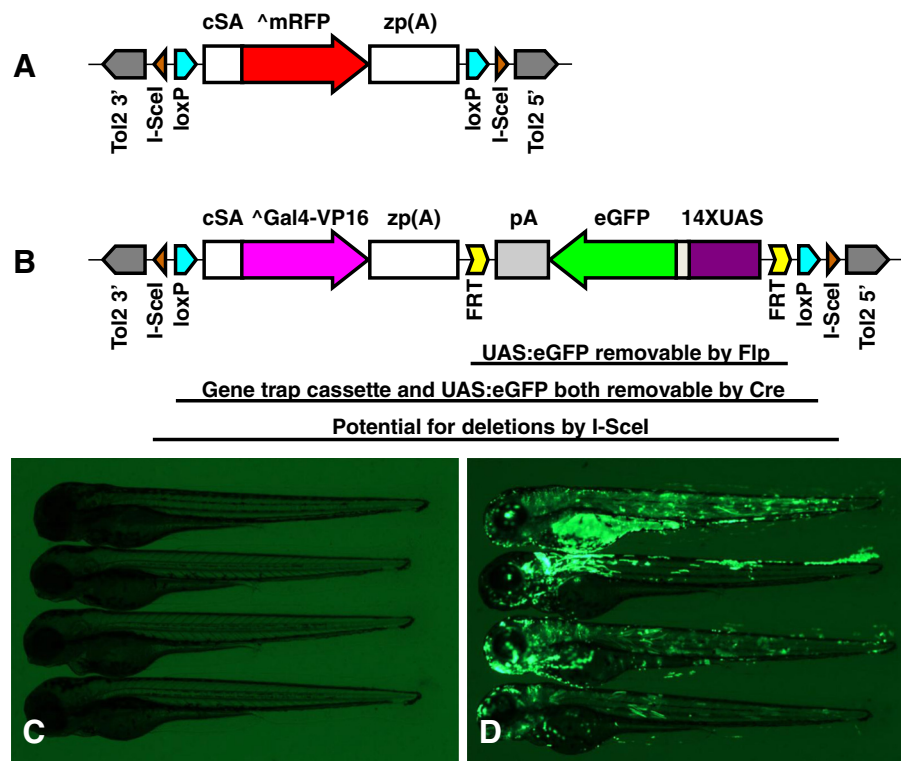 cSA ^mRFP zp(A)
A
Tol2 3' I-SceI loxP loxP I-SceI Tol2 5'
cSA ^Gal4-VP16 zp(A) pA eGFP 14XUAS
B
Tol2 3' I-SceI loxP FRT FRT loxP I-SceI Tol2 5'
UAS:eGFP removable by Flp
Gene trap cassette and UAS:eGFP both removable by Cre
Potential for deletions by I-SceI
C D